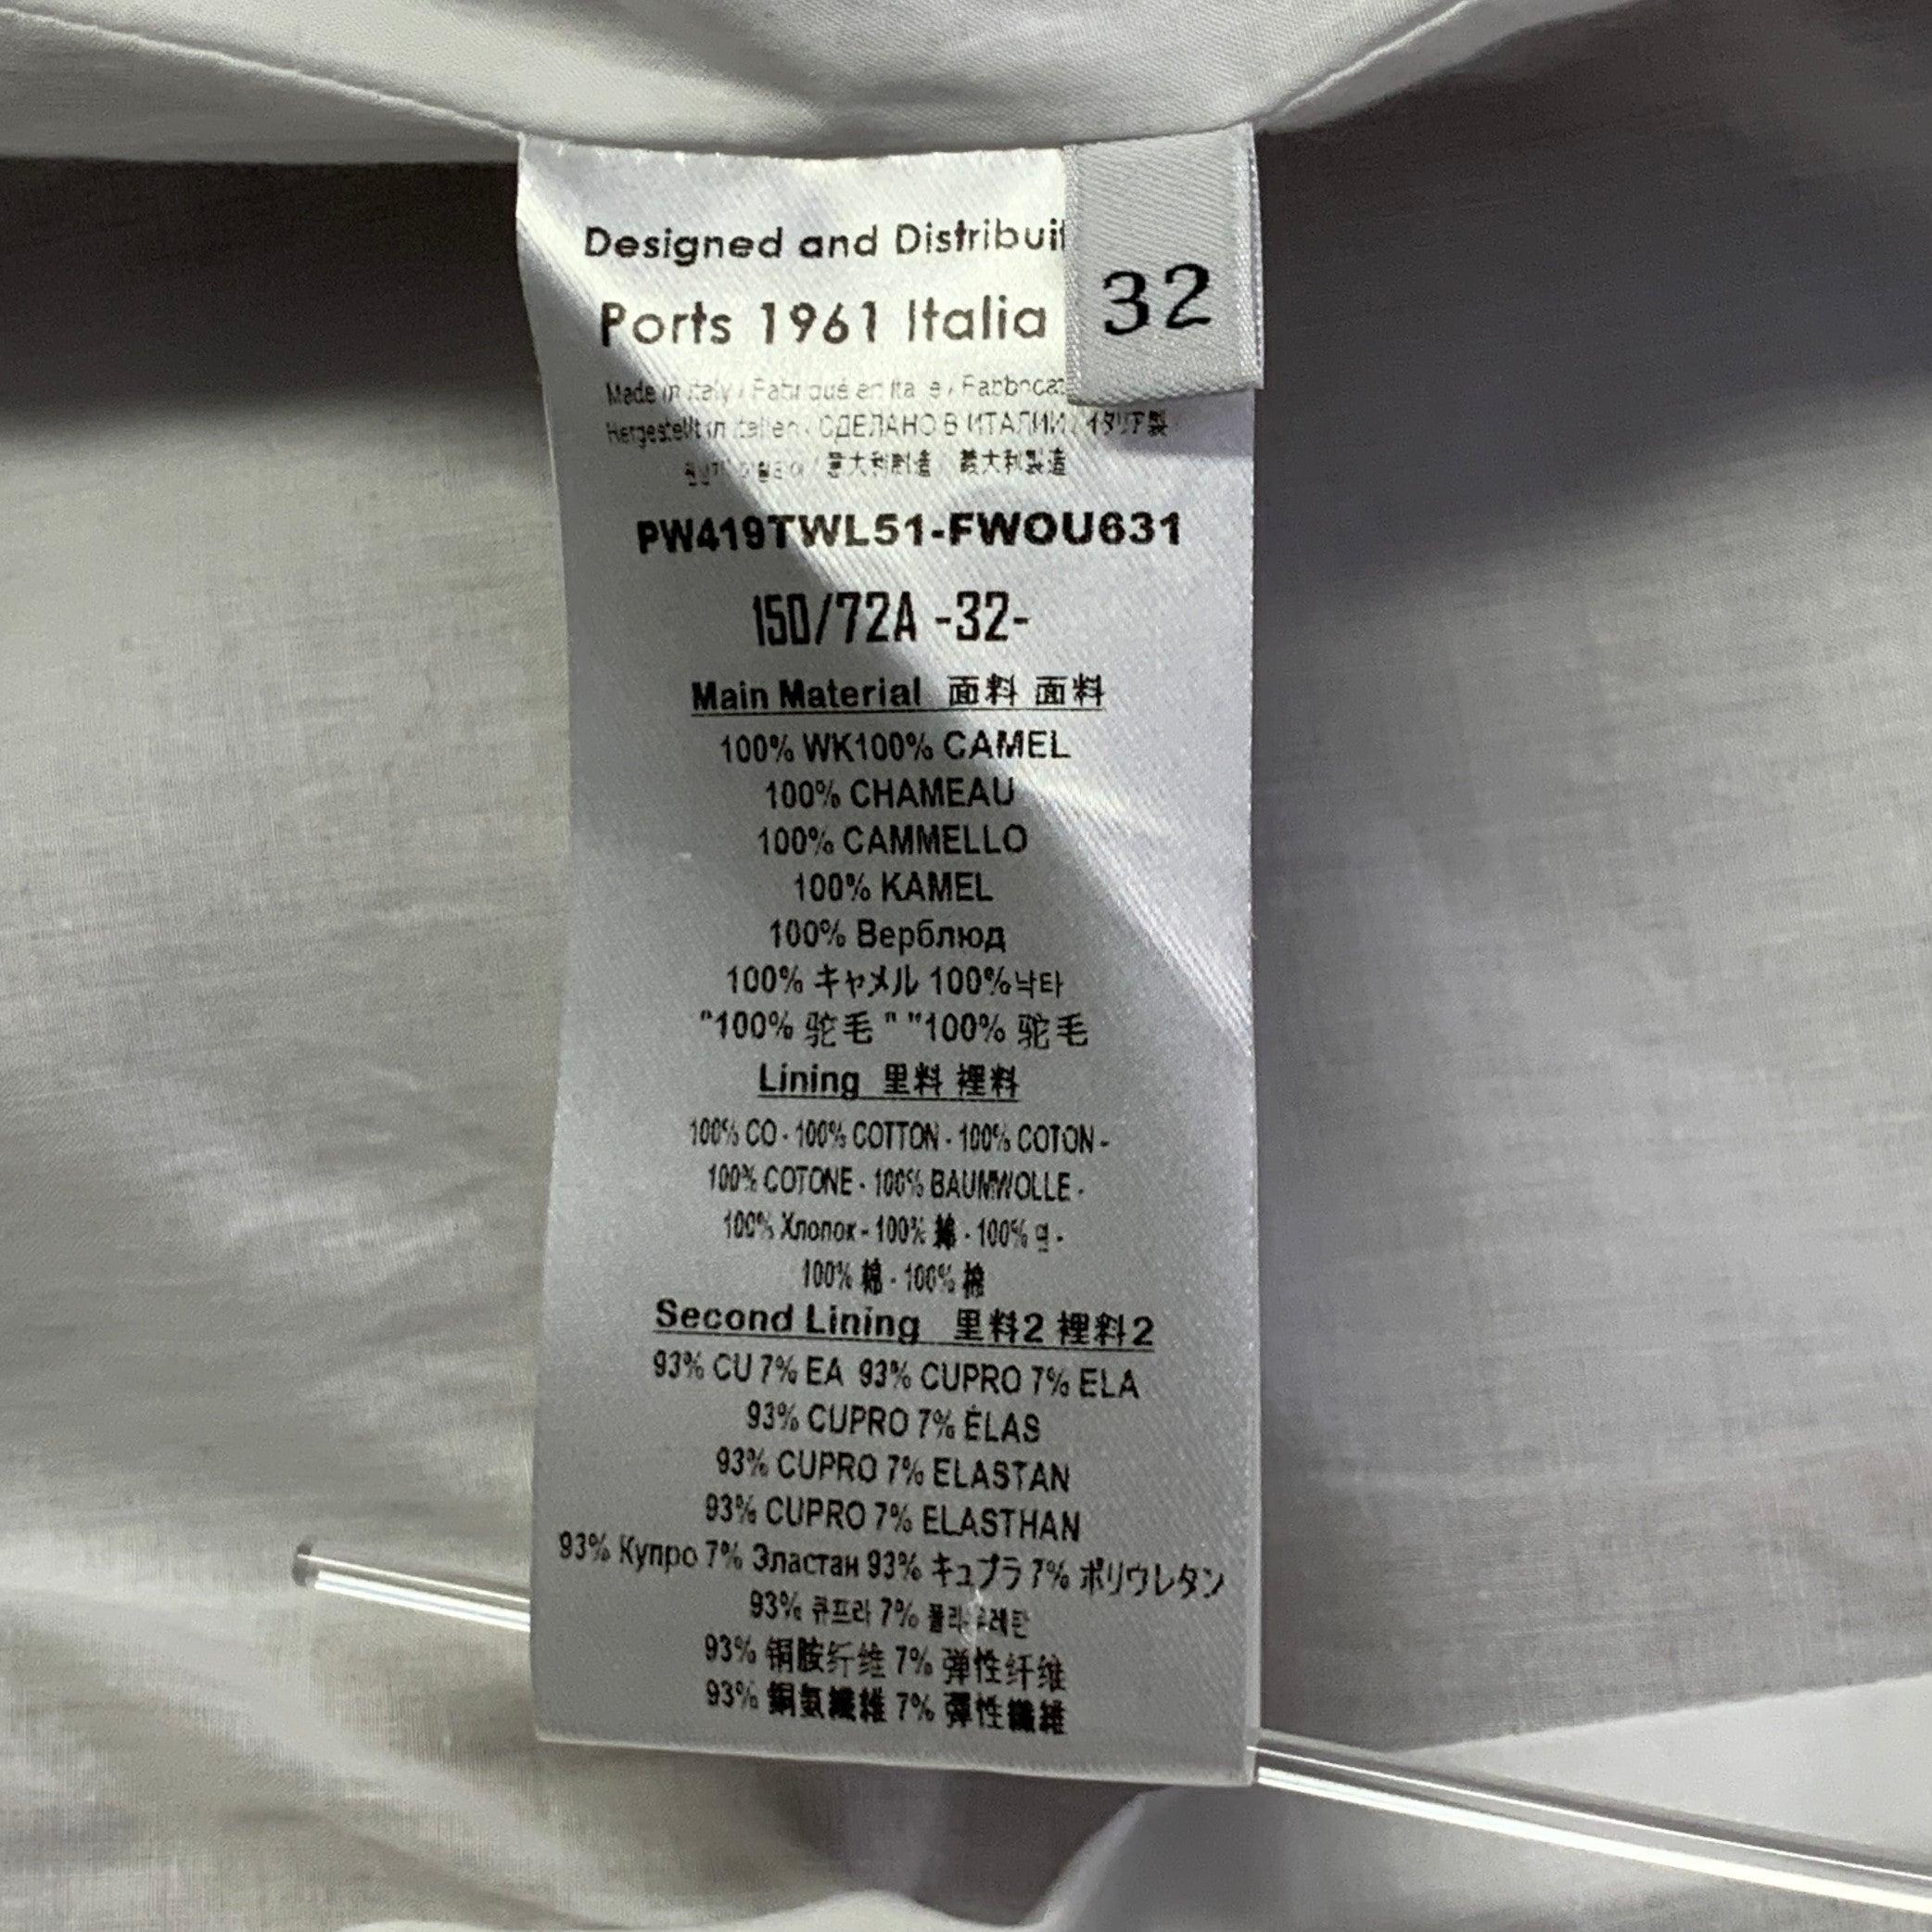 Designed and Distribuit
32
Ports 1961 Italia
Made in Italy / Fabriqué en Italie / Fabbricat
Hergestellt in Italien / СДЕЛАНО В ИТАЛИИ / イタリア製
意大利制造 / 義大利製造
PW419TWL51-FWOU631
150/72A -32-
Main Material 面料 面料
100% WK100% CAMEL
100% CHAMEAU
100% CAMMELLO
100% KAMEL
100% Верблюд
100% キャメル 100%낙타
"100% 驼毛 " "100% 驼毛
Lining 里料 裡料
100% CO - 100% COTTON - 100% COTON -
100% COTONE - 100% BAUMWOLLE -
100% Хлопок - 100% 綿 - 100% 면 -
100% 棉 - 100% 棉
Second Lining 里料2 裡料2
93% CU 7% EA 93% CUPRO 7% ELA
93% CUPRO 7% ÉLAS
93% CUPRO 7% ELASTAN
93% CUPRO 7% ELASTHAN
93% Купро 7% Эластан 93% キュプラ 7% ポリウレタン
93% 큐프라 7% 폴리우레탄
93% 铜胺纤维 7% 弹性纤维
93% 銅氨纖維 7% 彈性纖維